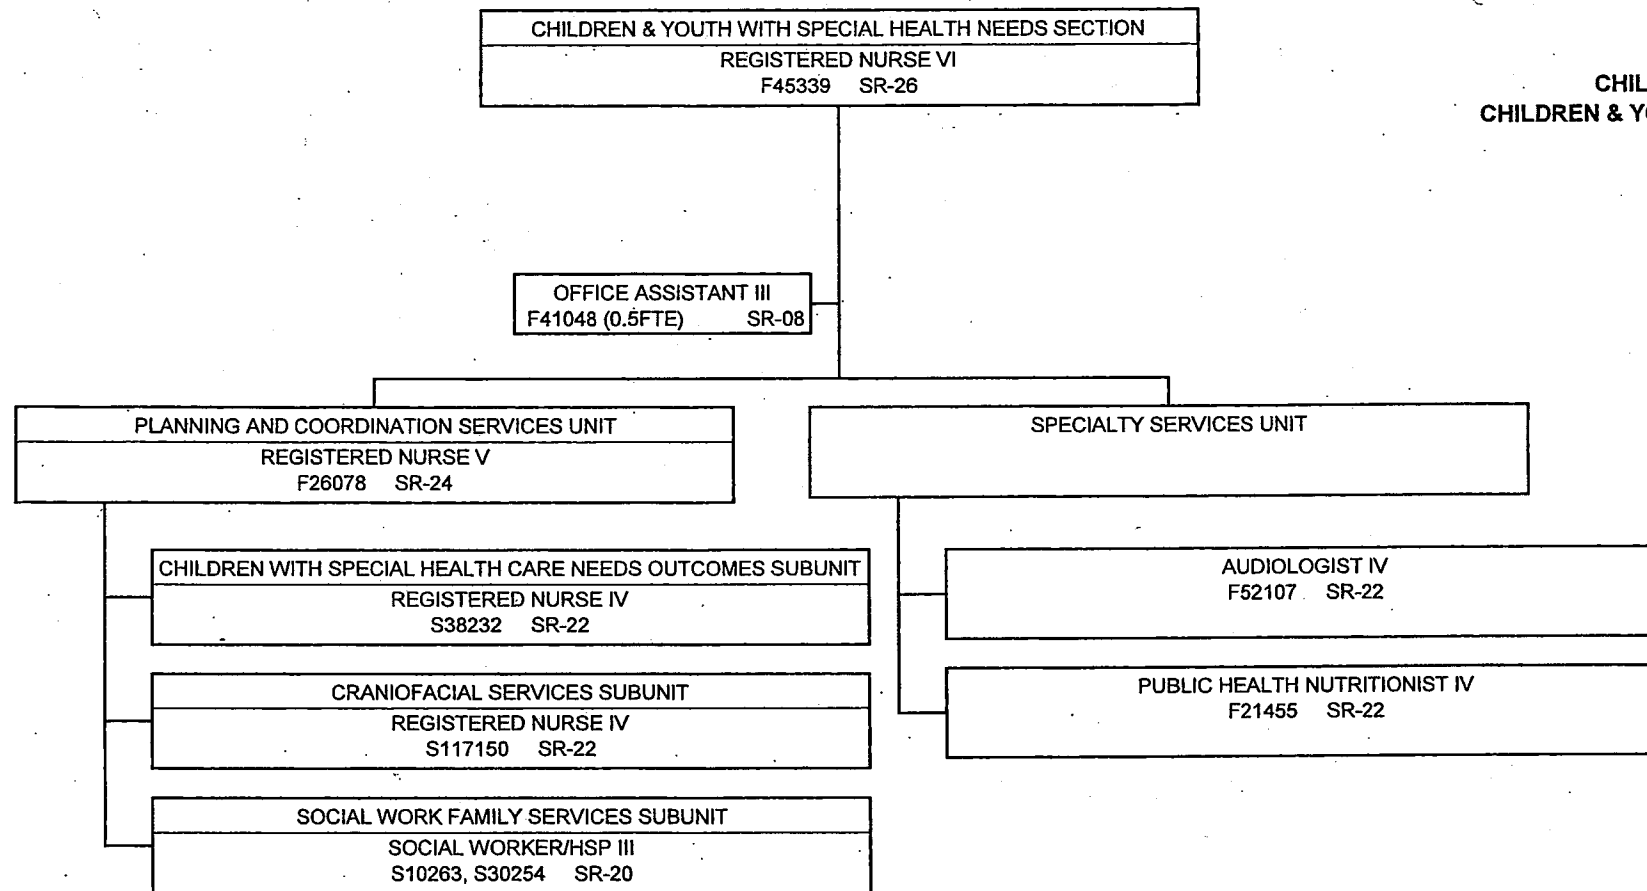 CHILDREN & YOUTH WITH SPECIAL HEALTH NEEDS SECTION
REGISTERED NURSE VI
F45339 SR-26
CHIL
CHILDREN & YO
OFFICE ASSISTANT III
F41048 (0.5FTE) SR-08
PLANNING AND COORDINATION SERVICES UNIT
REGISTERED NURSE V
F26078 SR-24
SPECIALTY SERVICES UNIT
CHILDREN WITH SPECIAL HEALTH CARE NEEDS OUTCOMES SUBUNIT
REGISTERED NURSE IV
S38232 SR-22
AUDIOLOGIST IV
F52107 SR-22
CRANIOFACIAL SERVICES SUBUNIT
REGISTERED NURSE IV
S117150 SR-22
PUBLIC HEALTH NUTRITIONIST IV
F21455 SR-22
SOCIAL WORK FAMILY SERVICES SUBUNIT
SOCIAL WORKER/HSP III
S10263, S30254 SR-20